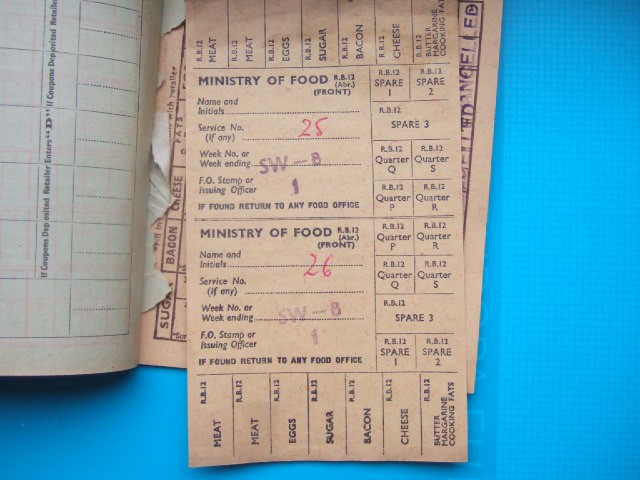 R.B.12 MEAT
R.B.12 MEAT
R.B.12 EGGS
R.B.12 SUGAR
R.B.12 BACON
R.B.12 CHEESE
R.B.12 BUTTER MARGARINE COOKING FATS
MINISTRY OF FOOD R.B.12 (Abr.)
(FRONT)
Name and
Initials
Service No. 25
(if any)
Week No. or
Week ending SW-B
F.O. Stamp or
Issuing Officer 1
IF FOUND RETURN TO ANY FOOD OFFICE
R.B.12 SPARE 1
R.B.12 SPARE 2
R.B.12
SPARE 3
R.B.12 Quarter Q
R.B.12 Quarter S
R.B.12 Quarter P
R.B.12 Quarter R
MINISTRY OF FOOD R.B.12 (Abr.)
(FRONT)
Name and
Initials 26
Service No.
(if any)
Week No. or
Week ending SW-B
F.O. Stamp or
Issuing Officer 1
IF FOUND RETURN TO ANY FOOD OFFICE
R.B.12 Quarter P
R.B.12 Quarter R
R.B.12 Quarter Q
R.B.12 Quarter S
R.B.12
SPARE 3
R.B.12 SPARE 1
R.B.12 SPARE 2
R.B.12 MEAT
R.B.12 MEAT
R.B.12 EGGS
R.B.12 SUGAR
R.B.12 BACON
R.B.12 CHEESE
R.B.12 BUTTER MARGARINE COOKING FATS
If Coupons Deposited Retailer Enters "D"
If Coupons Deposited Retailer
SUGAR
BACON
CHEESE
FATS
with retailer
CANCELLED